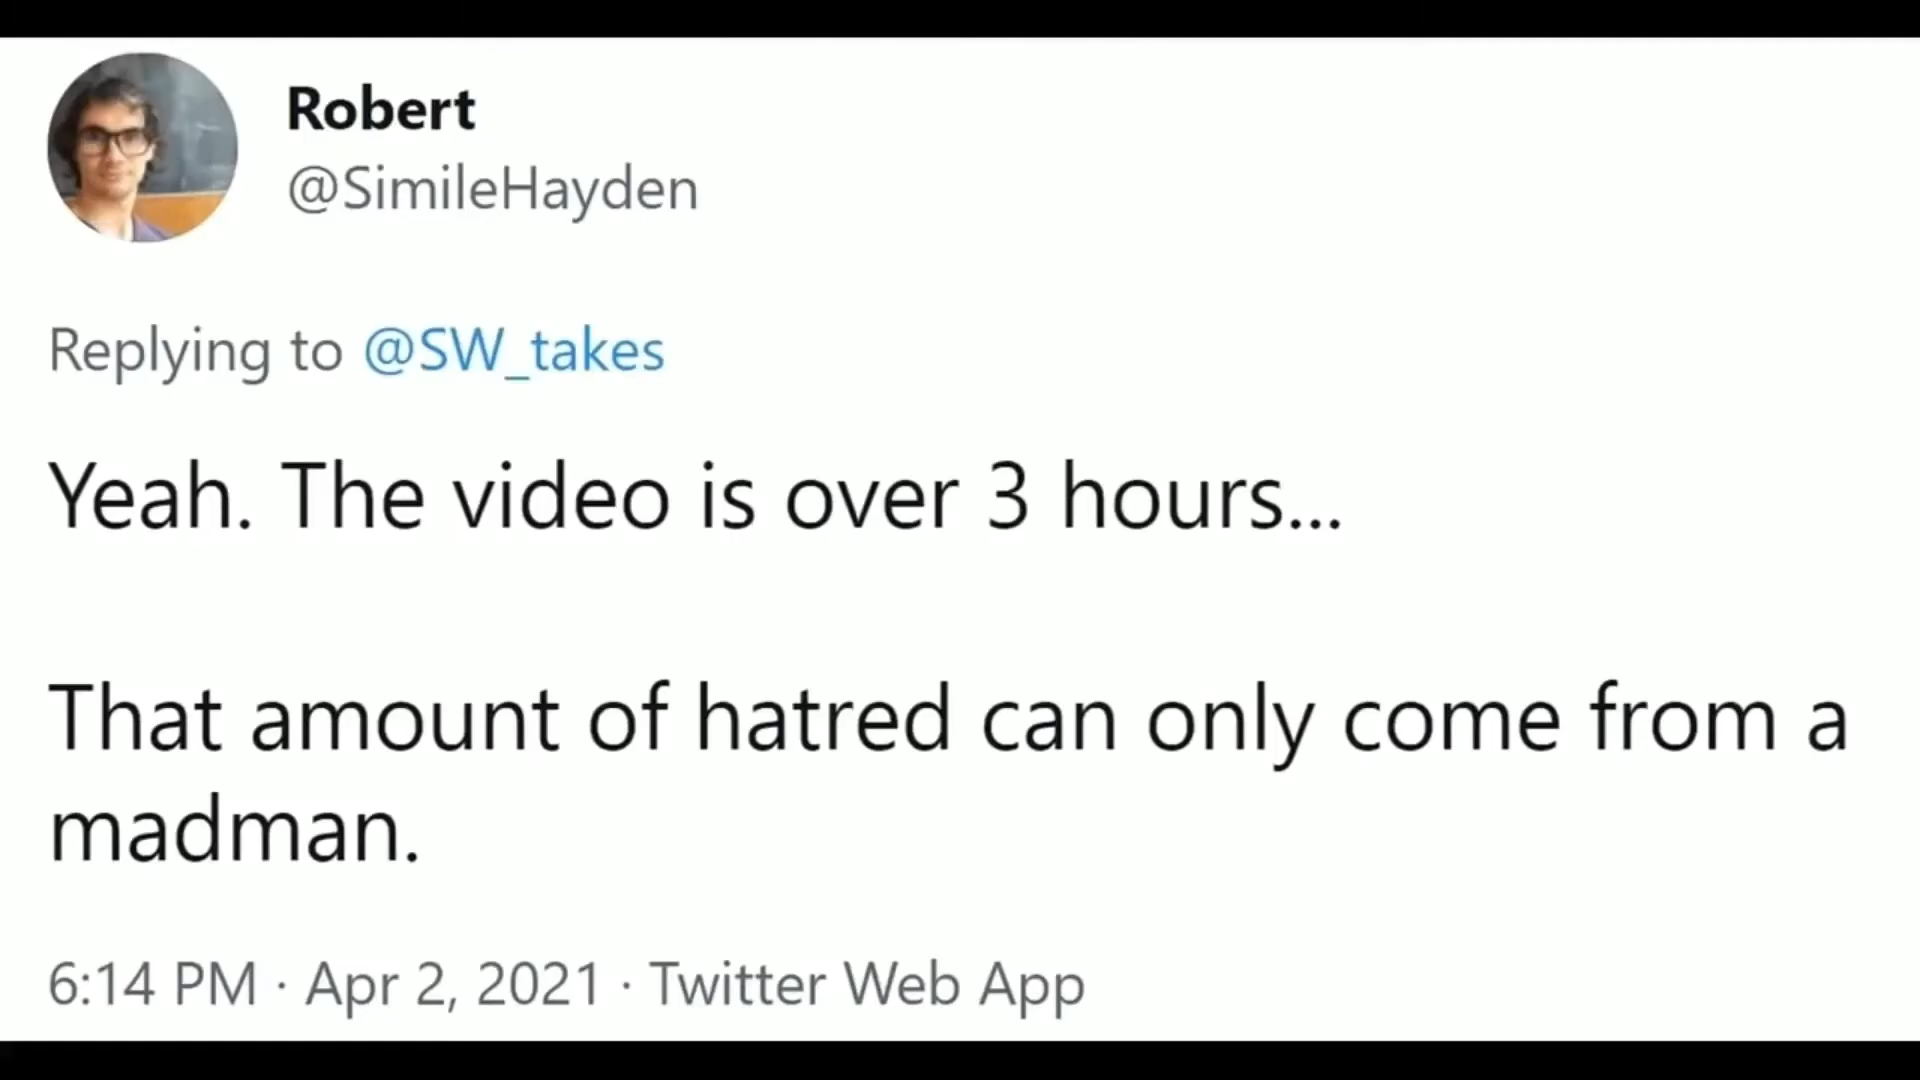 Robert
@SimileHayden
Replying to @SW_takes
Yeah. The video is over 3 hours...
That amount of hatred can only come from a
madman.
6:14 PM · Apr 2, 2021 · Twitter Web App